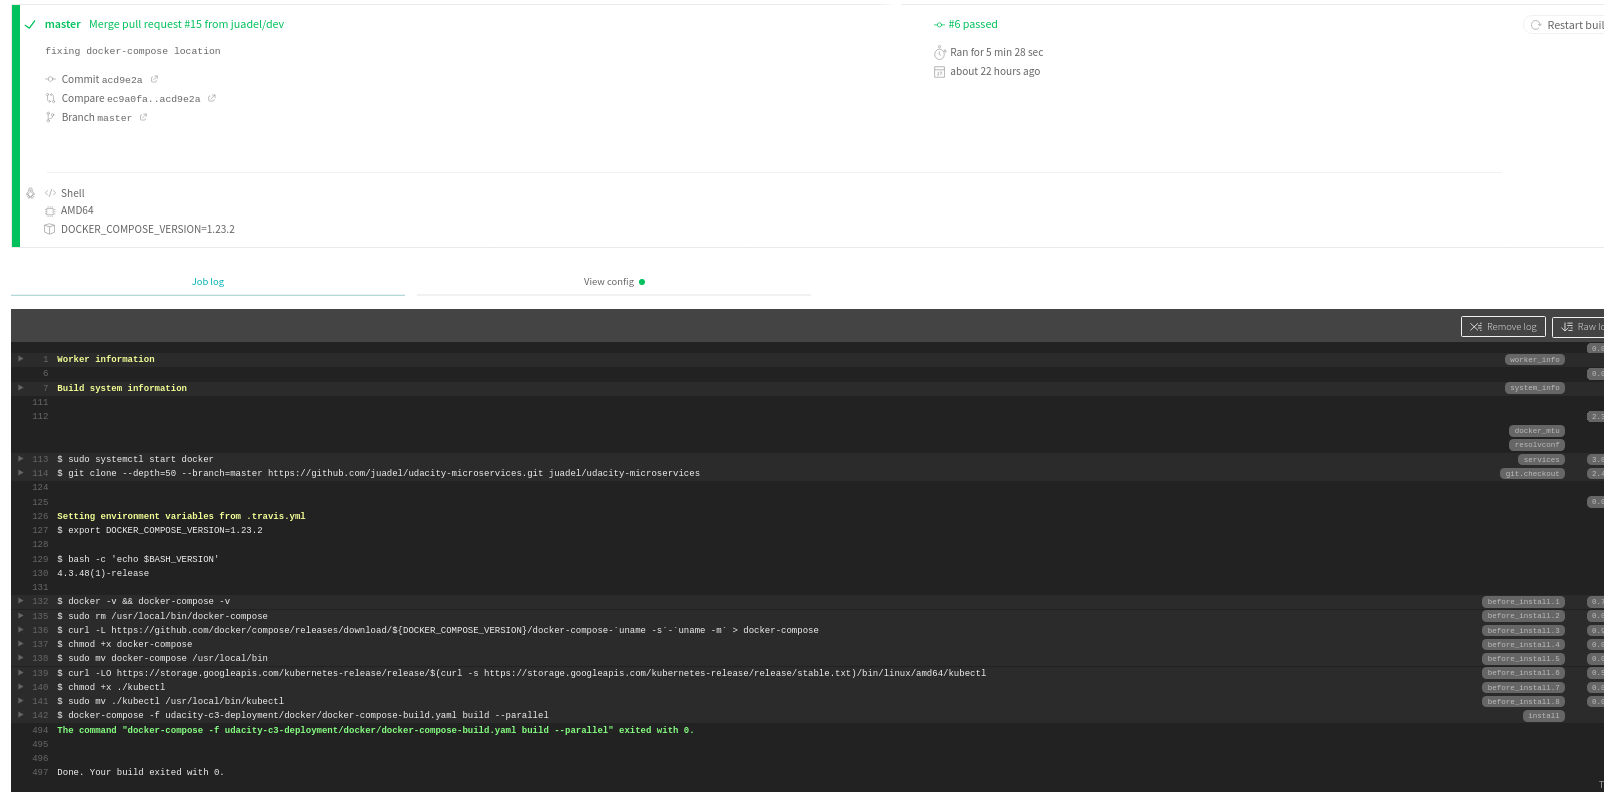 master Merge pull request #15 from juadel/dev
#6 passed
Restart buil
fixing docker-compose location
Ran for 5 min 28 sec
about 22 hours ago
Commit acd9e2a
Compare ec9a0fa..acd9e2a
Branch master
Shell
AMD64
DOCKER_COMPOSE_VERSION=1.23.2
Job log
View config
Remove log
Raw lo
1 Worker information worker_info
6
7 Build system information system_info
111
112
docker_mtu
resolvconf
113 $ sudo systemctl start docker services
114 $ git clone --depth=50 --branch=master https://github.com/juadel/udacity-microservices.git juadel/udacity-microservices git.checkout
124
125
126 Setting environment variables from .travis.yml
127 $ export DOCKER_COMPOSE_VERSION=1.23.2
128
129 $ bash -c 'echo $BASH_VERSION'
130 4.3.48(1)-release
131
132 $ docker -v && docker-compose -v before_install.1
135 $ sudo rm /usr/local/bin/docker-compose before_install.2
136 $ curl -L https://github.com/docker/compose/releases/download/${DOCKER_COMPOSE_VERSION}/docker-compose-`uname -s`-`uname -m` > docker-compose before_install.3
137 $ chmod +x docker-compose before_install.4
138 $ sudo mv docker-compose /usr/local/bin before_install.5
139 $ curl -LO https://storage.googleapis.com/kubernetes-release/release/$(curl -s https://storage.googleapis.com/kubernetes-release/release/stable.txt)/bin/linux/amd64/kubectl before_install.6
140 $ chmod +x ./kubectl before_install.7
141 $ sudo mv ./kubectl /usr/local/bin/kubectl before_install.8
142 $ docker-compose -f udacity-c3-deployment/docker/docker-compose-build.yaml build --parallel install
494 The command "docker-compose -f udacity-c3-deployment/docker/docker-compose-build.yaml build --parallel" exited with 0.
495
496
497 Done. Your build exited with 0.